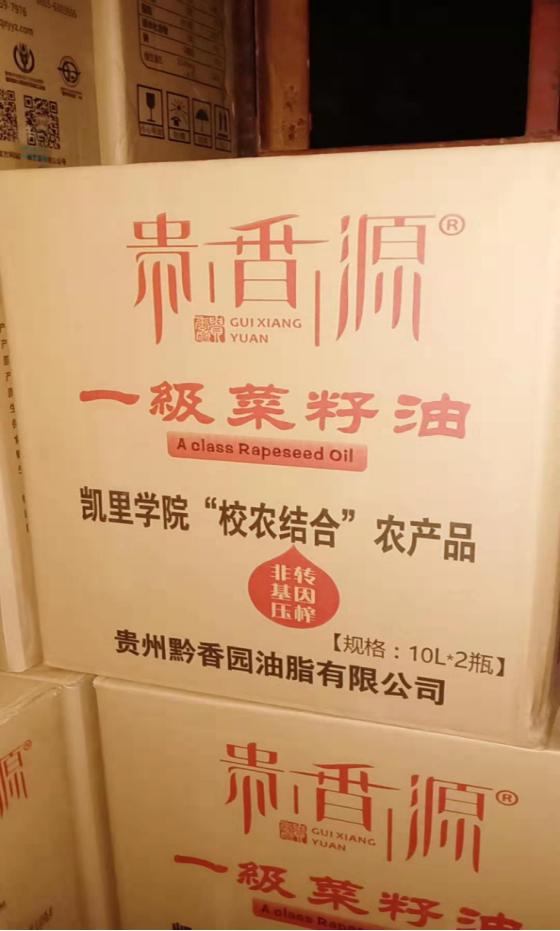 贵香源®
GUI XIANG
YUAN
一級菜籽油
A class Rapeseed Oil
凯里学院“校农结合”农产品
非转
基因
压榨
【规格：10L*2瓶】
贵州黔香园油脂有限公司
贵香源®
GUI XIANG
YUAN
一級菜籽油
A class Rapeseed
源®